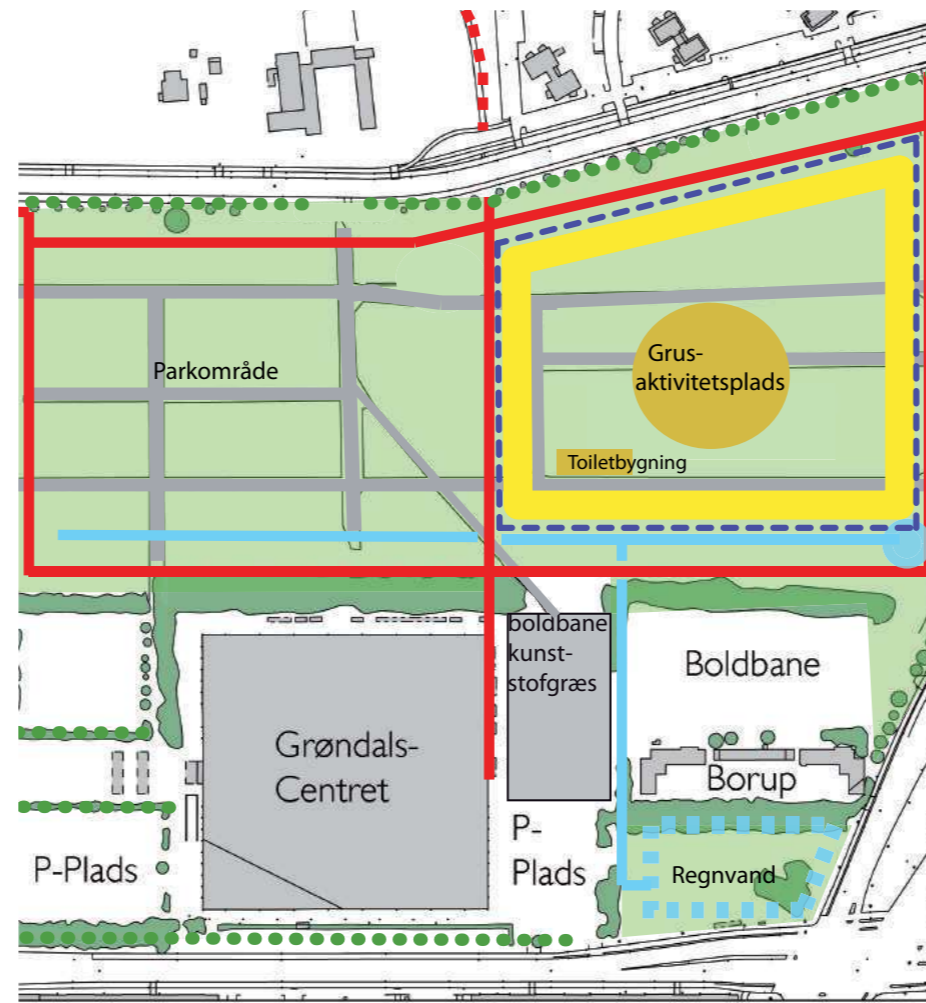 Parkområde
Grus-
aktivitetsplads
Toiletbygning
boldbane
kunst-
stofgræs
Boldbane
Grøndals-
Centret
Borup
P-
Plads
P-Plads
Regnvand